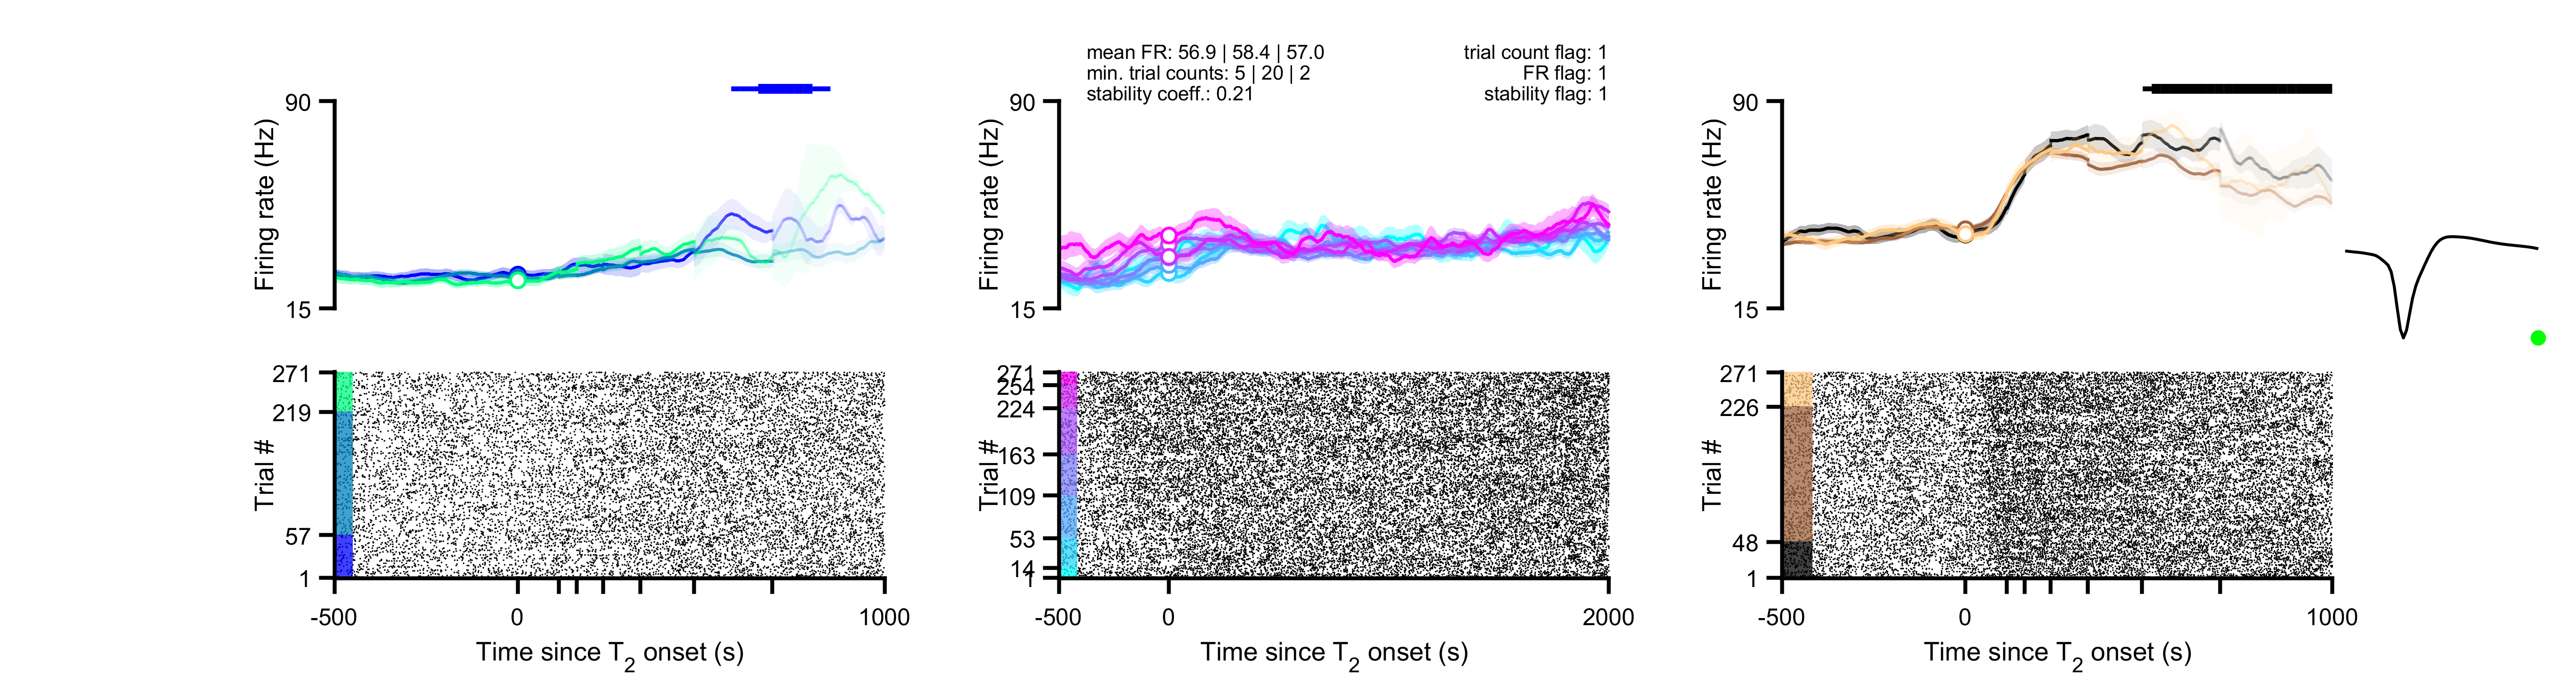 mean FR: 56.9 | 58.4 | 57.0
min. trial counts: 5 | 20 | 2
stability coeff.: 0.21
trial count flag: 1
FR flag: 1
stability flag: 1
90
Firing rate (Hz)
15
90
Firing rate (Hz)
15
90
Firing rate (Hz)
15
271
219
Trial #
57
1
-500
0
1000
Time since T2 onset (s)
271
254
224
Trial #
163
109
53
14
1
-500
0
2000
Time since T2 onset (s)
271
226
Trial #
48
1
-500
0
1000
Time since T2 onset (s)